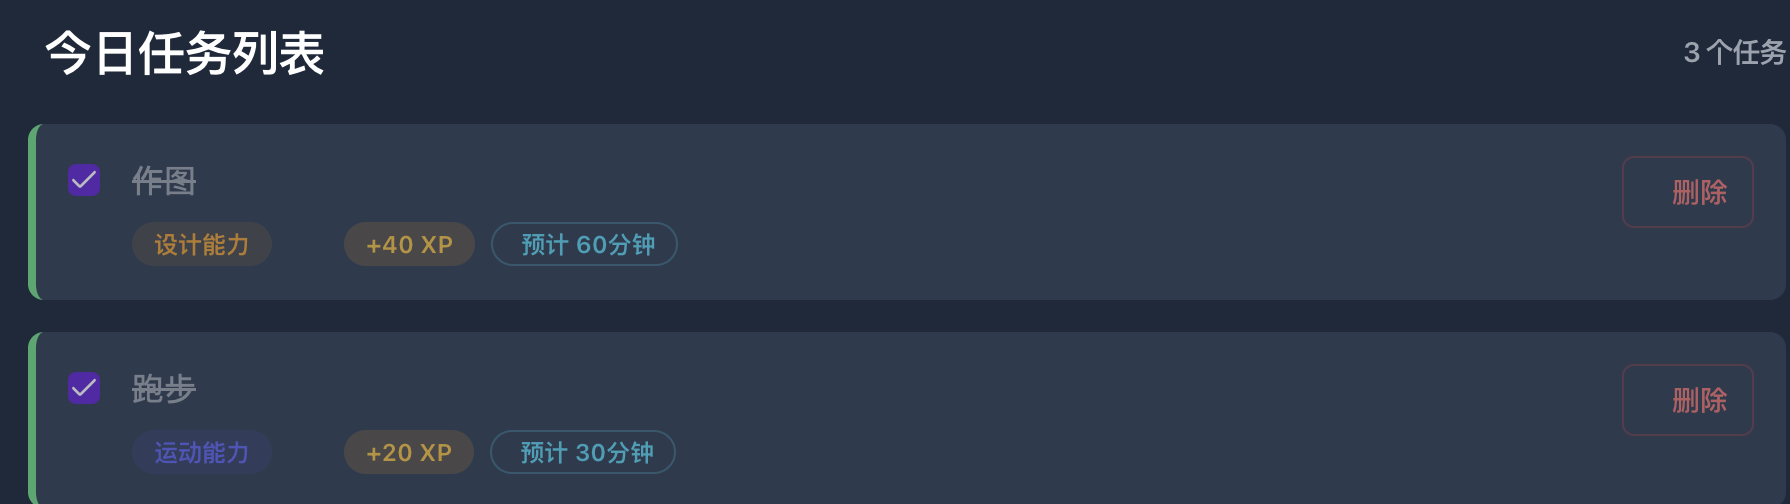 今日任务列表
3 个任务
作图
删除
设计能力 +40 XP 预计 60分钟
跑步
删除
运动能力 +20 XP 预计 30分钟